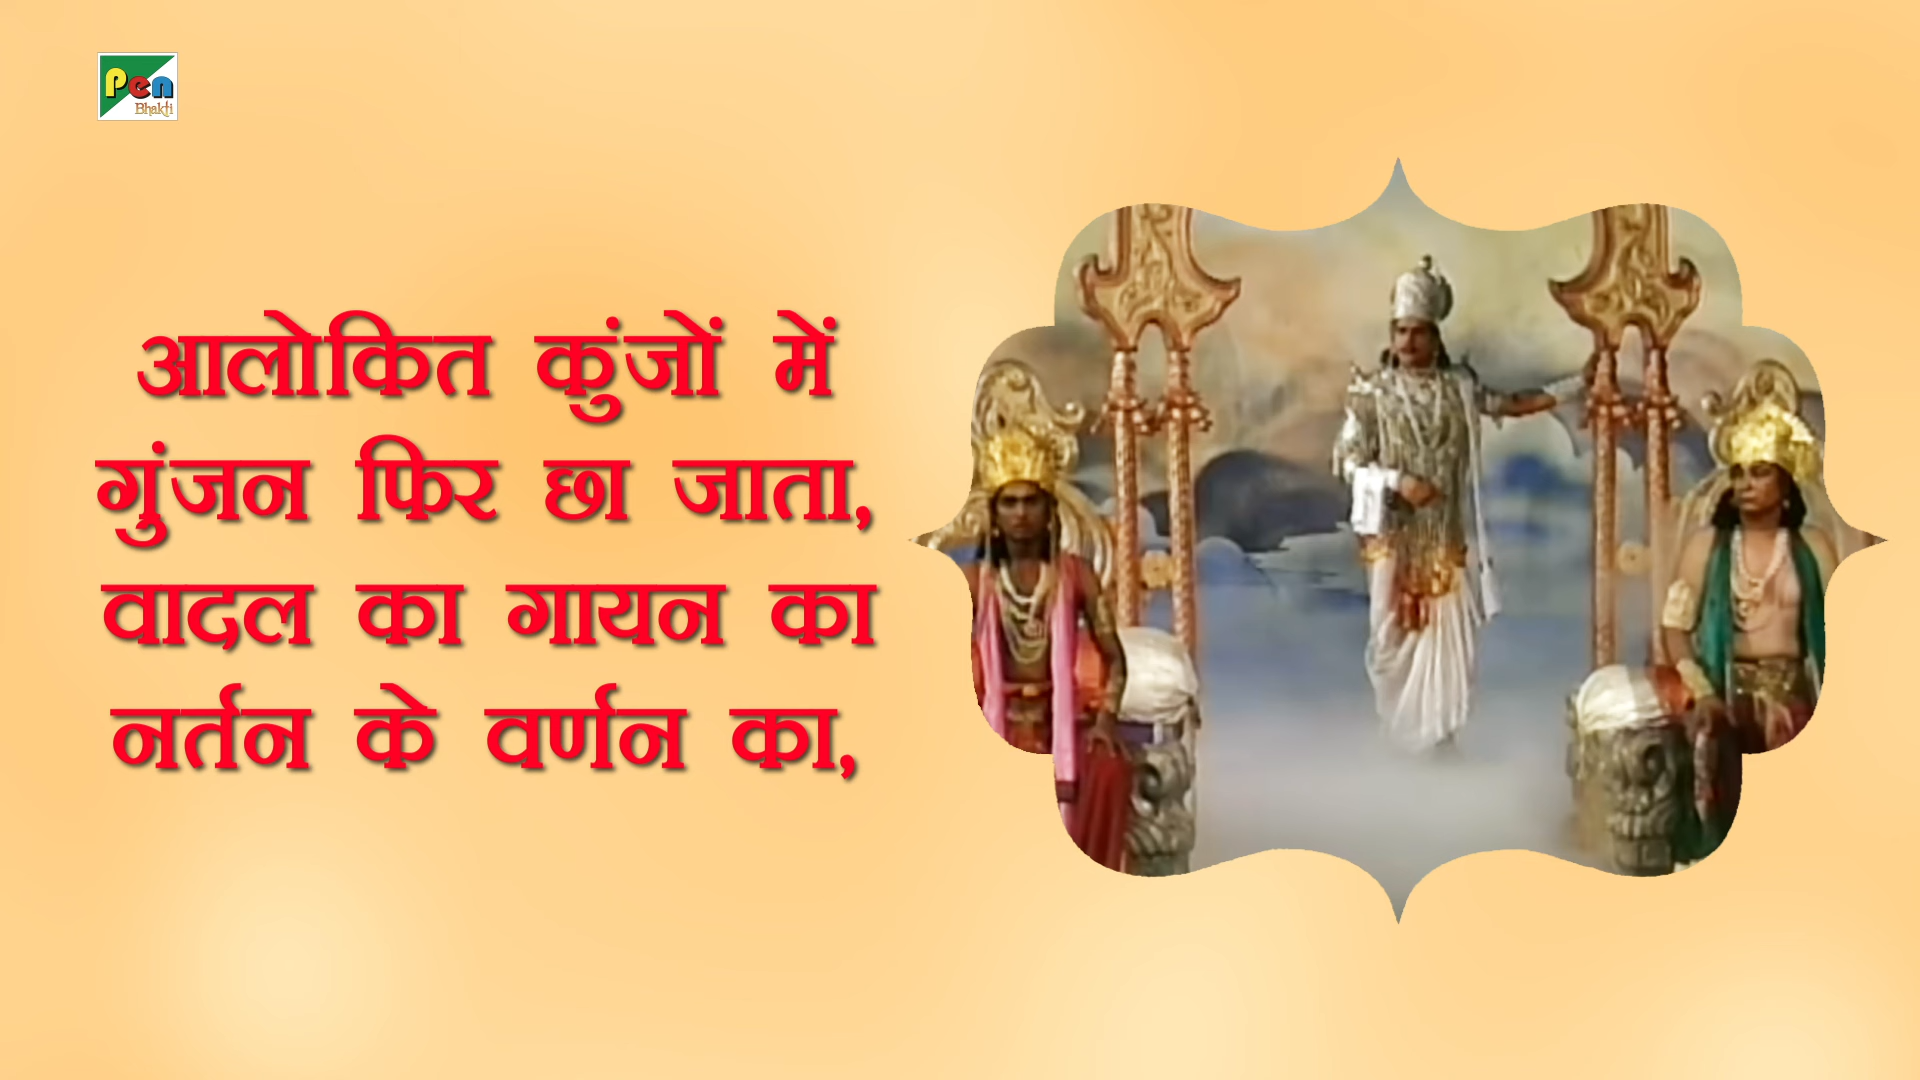 Pen
Bhakti
आलोकित कुंजों में
गुंजन फिर छा जाता,
वादल का गायन का
नर्तन के वर्णन का,